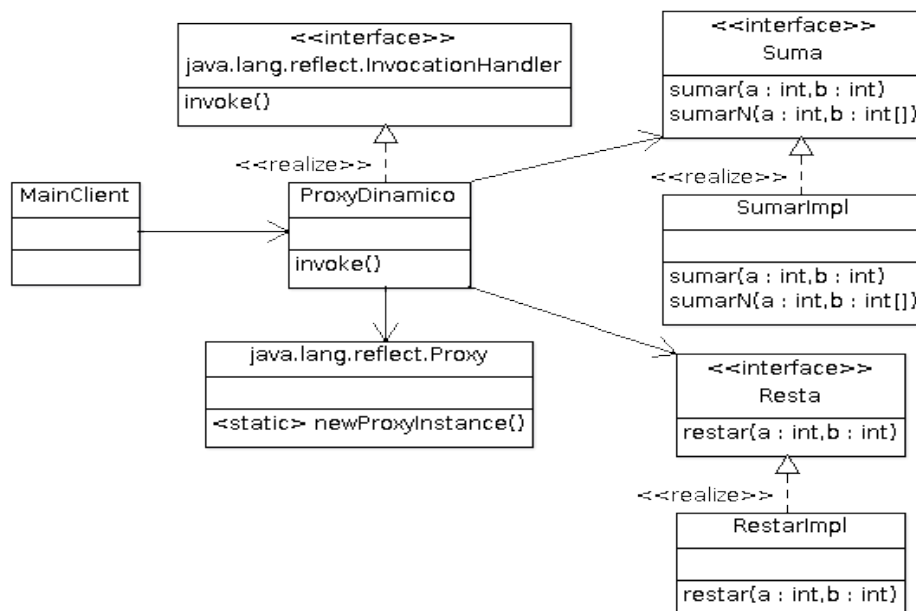 <<interface>>
java.lang.reflect.InvocationHandler
invoke()
<<realize>>
<<interface>>
Suma
sumar(a : int,b : int)
sumarN(a : int,b : int[])
<<realize>>
MainClient
ProxyDinamico
invoke()
SumarImpl
sumar(a : int,b : int)
sumarN(a : int,b : int[])
java.lang.reflect.Proxy
<static> newProxyInstance()
<<interface>>
Resta
restar(a : int,b : int)
<<realize>>
RestarImpl
restar(a : int,b : int)